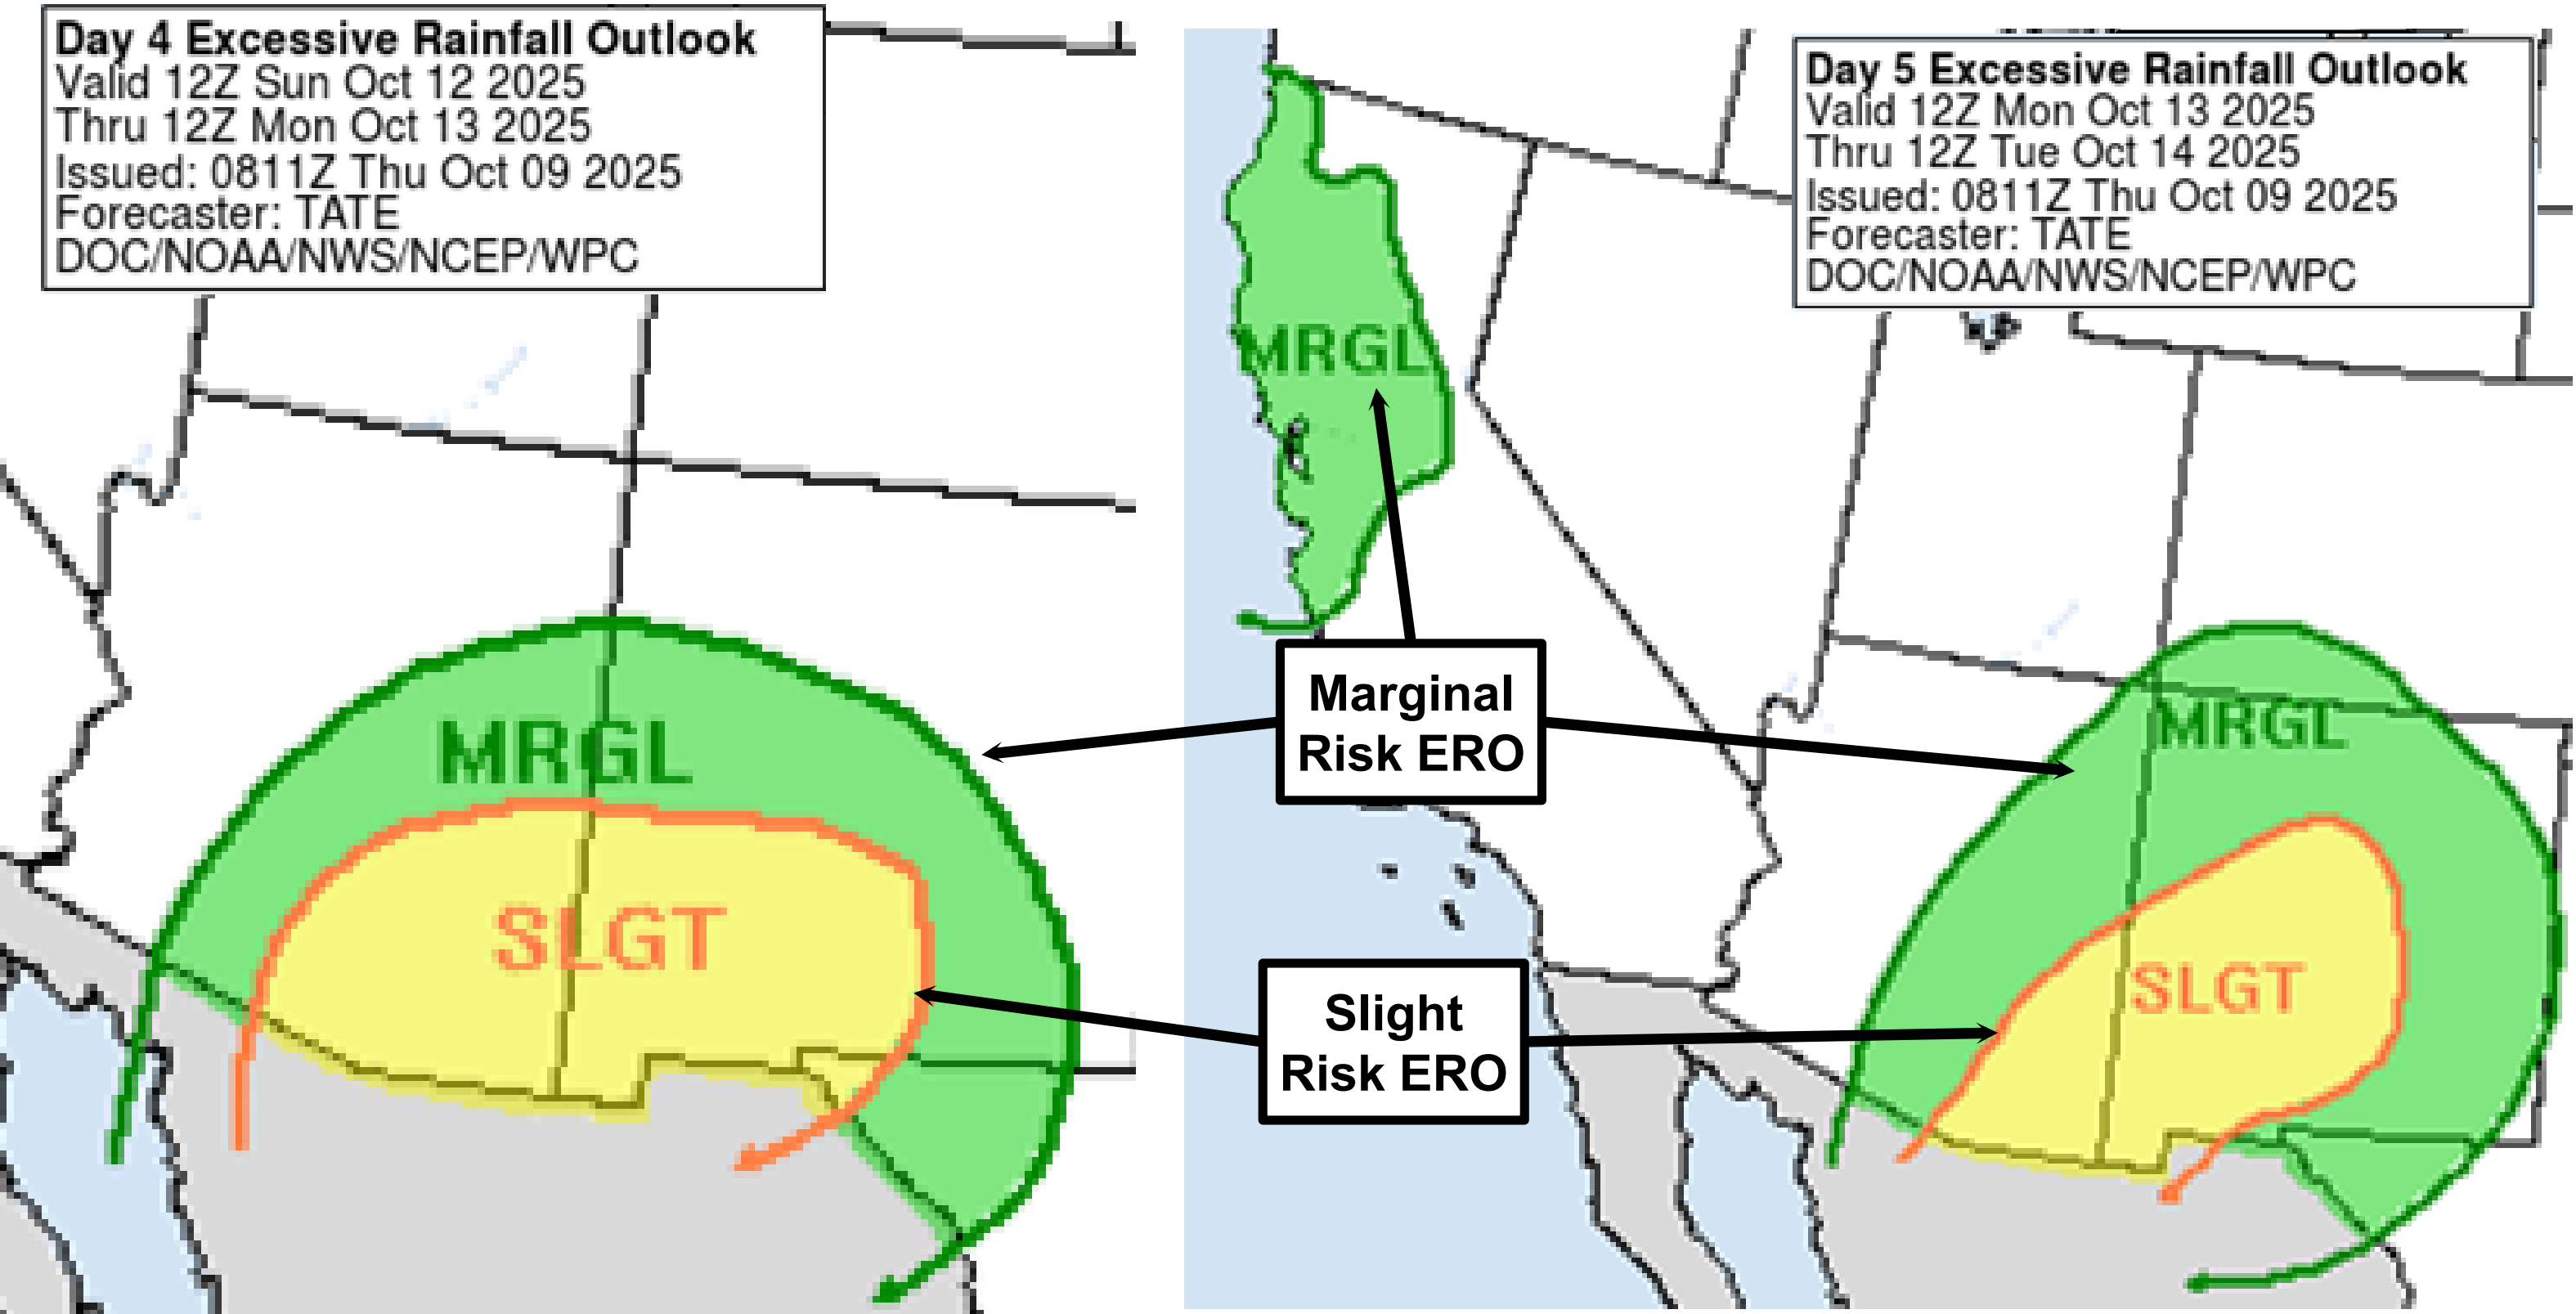 Day 4 Excessive Rainfall Outlook
Valid 12Z Sun Oct 12 2025
Thru 12Z Mon Oct 13 2025
Issued: 0811Z Thu Oct 09 2025
Forecaster: TATE
DOC/NOAA/NWS/NCEP/WPC
MRGL
SLGT
Day 5 Excessive Rainfall Outlook
Valid 12Z Mon Oct 13 2025
Thru 12Z Tue Oct 14 2025
Issued: 0811Z Thu Oct 09 2025
Forecaster: TATE
DOC/NOAA/NWS/NCEP/WPC
MRGL
Marginal
Risk ERO
MRGL
Slight
Risk ERO
SLGT